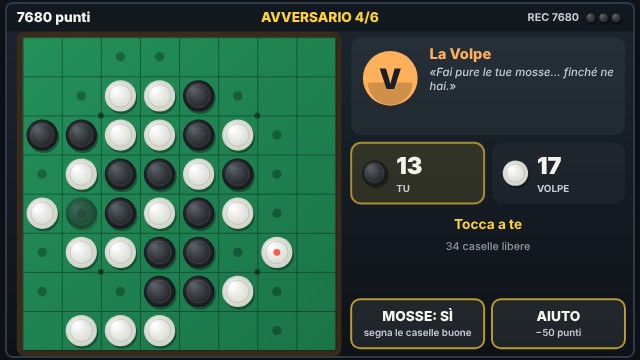 7680 punti
AVVERSARIO 4/6
REC 7680
V
La Volpe
«Fai pure le tue mosse... finché ne
hai.»
13
TU
17
VOLPE
Tocca a te
34 caselle libere
MOSSE: SÌ
segna le caselle buone
AIUTO
−50 punti